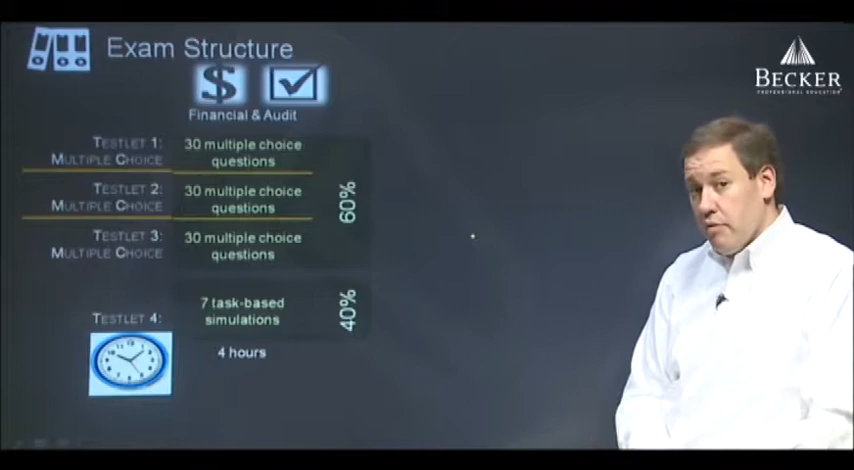 Exam Structure
BECKER
PROFESSIONAL EDUCATION
$
Financial & Audit
TESTLET 1:
MULTIPLE CHOICE
30 multiple choice
questions
TESTLET 2:
MULTIPLE CHOICE
30 multiple choice
questions
60%
TESTLET 3:
MULTIPLE CHOICE
30 multiple choice
questions
TESTLET 4:
7 task-based
simulations
40%
4 hours